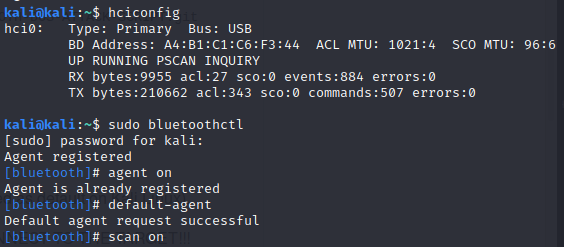 kali@kali:~$ hciconfig
hci0:   Type: Primary  Bus: USB
        BD Address: A4:B1:C1:C6:F3:44  ACL MTU: 1021:4  SCO MTU: 96:6
        UP RUNNING PSCAN INQUIRY
        RX bytes:9955 acl:27 sco:0 events:884 errors:0
        TX bytes:210662 acl:343 sco:0 commands:507 errors:0
kali@kali:~$ sudo bluetoothctl
[sudo] password for kali:
Agent registered
[bluetooth]# agent on
Agent is already registered
[bluetooth]# default-agent
Default agent request successful
[bluetooth]# scan on